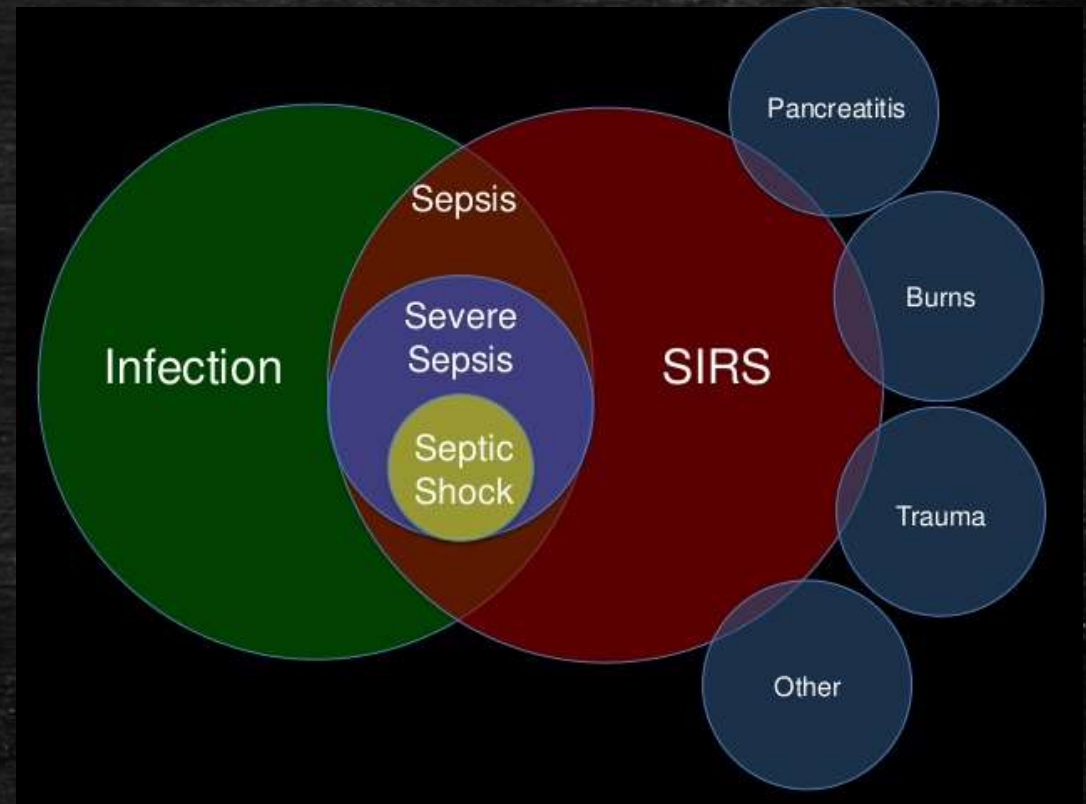 Pancreatitis
Sepsis
Burns
Severe
Sepsis
Infection
SIRS
Septic
Shock
Trauma
Other